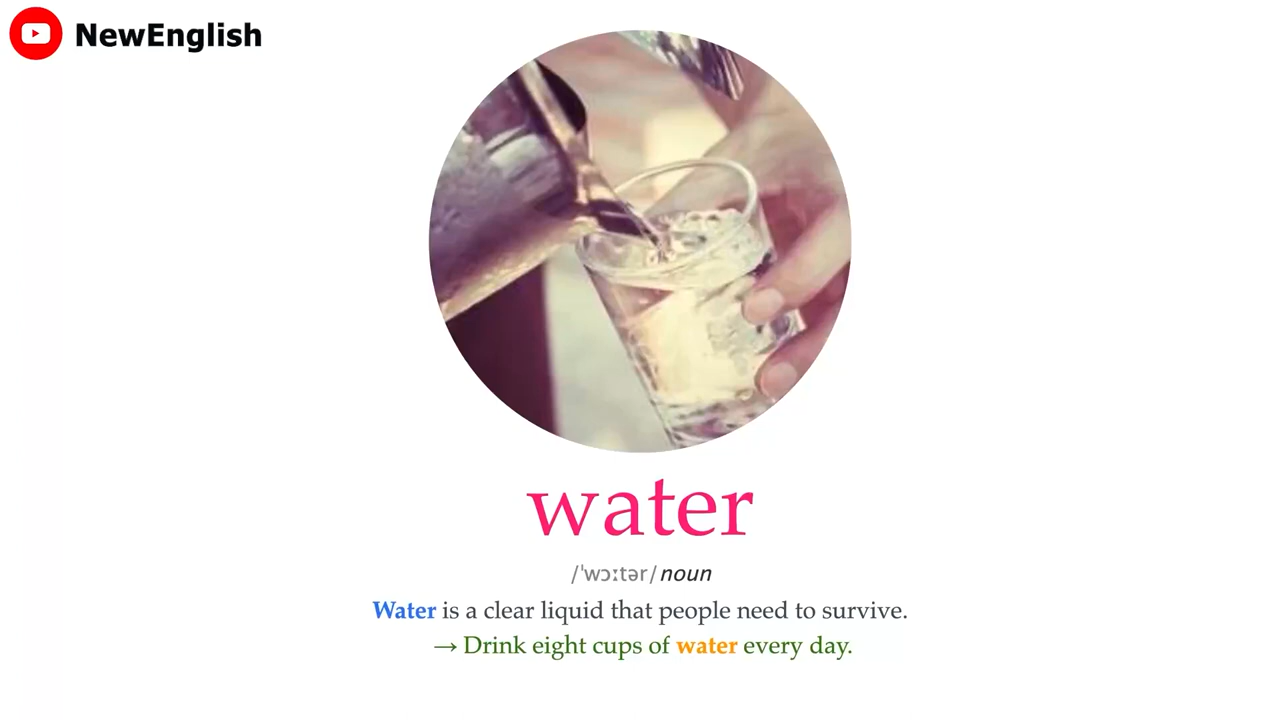 NewEnglish
water
/ˈwɔːtər/ noun
Water is a clear liquid that people need to survive.
→ Drink eight cups of water every day.